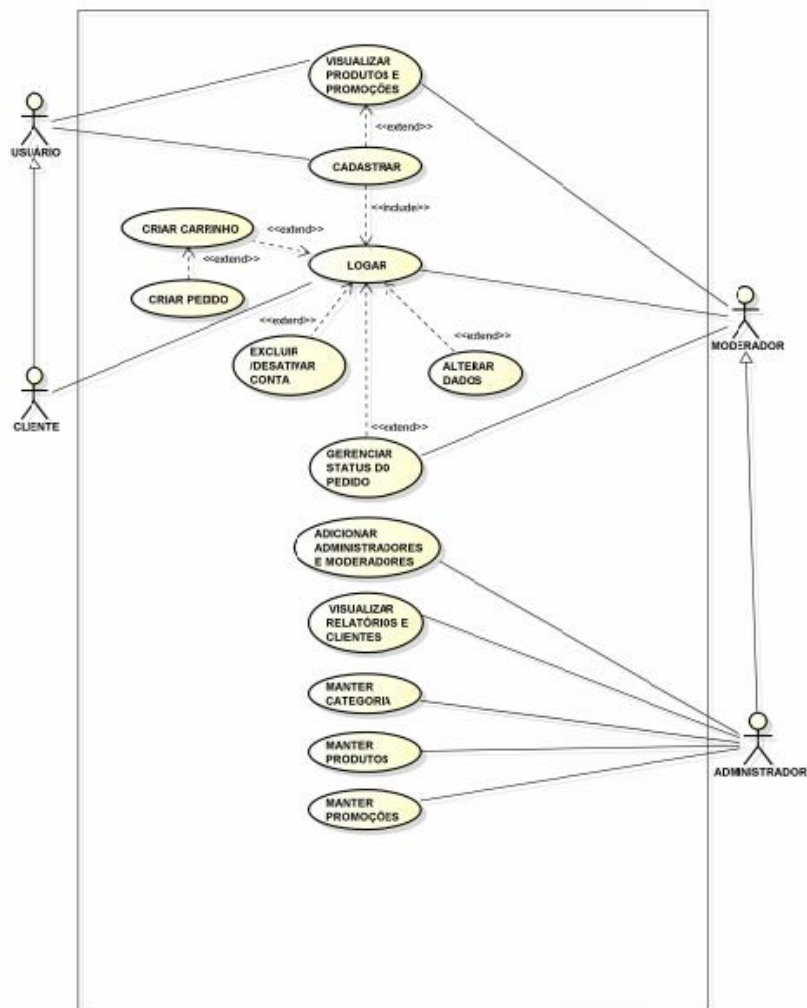 VISUALIZAR
PRODUTOS E
PROMOÇÕES
USUÁRIO
<<extend>>
CADASTRAR
<<include>>
CRIAR CARRINHO
<<extend>>
<<extend>>
LOGAR
CRIAR PEDIDO
<<extend>>
<<extend>>
MODERADOR
EXCLUIR
/DESATIVAR
CONTA
ALTERAR
DADOS
CLIENTE
<<extend>>
GERENCIAR
STATUS DO
PEDIDO
ADICIONAR
ADMINISTRADORES
E MODERADORES
VISUALIZAR
RELATÓRIOS E
CLIENTES
MANTER
CATEGORIA
MANTER
PRODUTOS
ADMINISTRADOR
MANTER
PROMOÇÕES